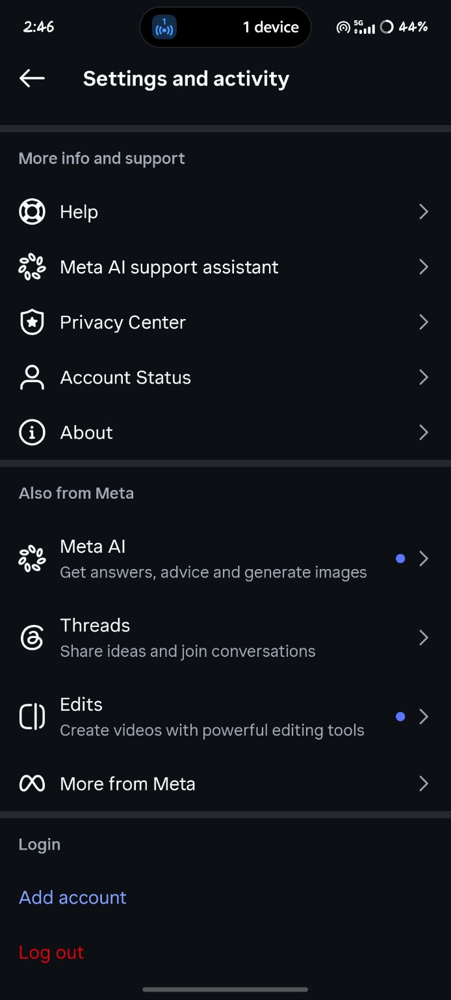 2:46
1
1 device
5G
44%
Settings and activity
More info and support
Help
Meta AI support assistant
Privacy Center
Account Status
About
Also from Meta
Meta AI
Get answers, advice and generate images
Threads
Share ideas and join conversations
Edits
Create videos with powerful editing tools
More from Meta
Login
Add account
Log out